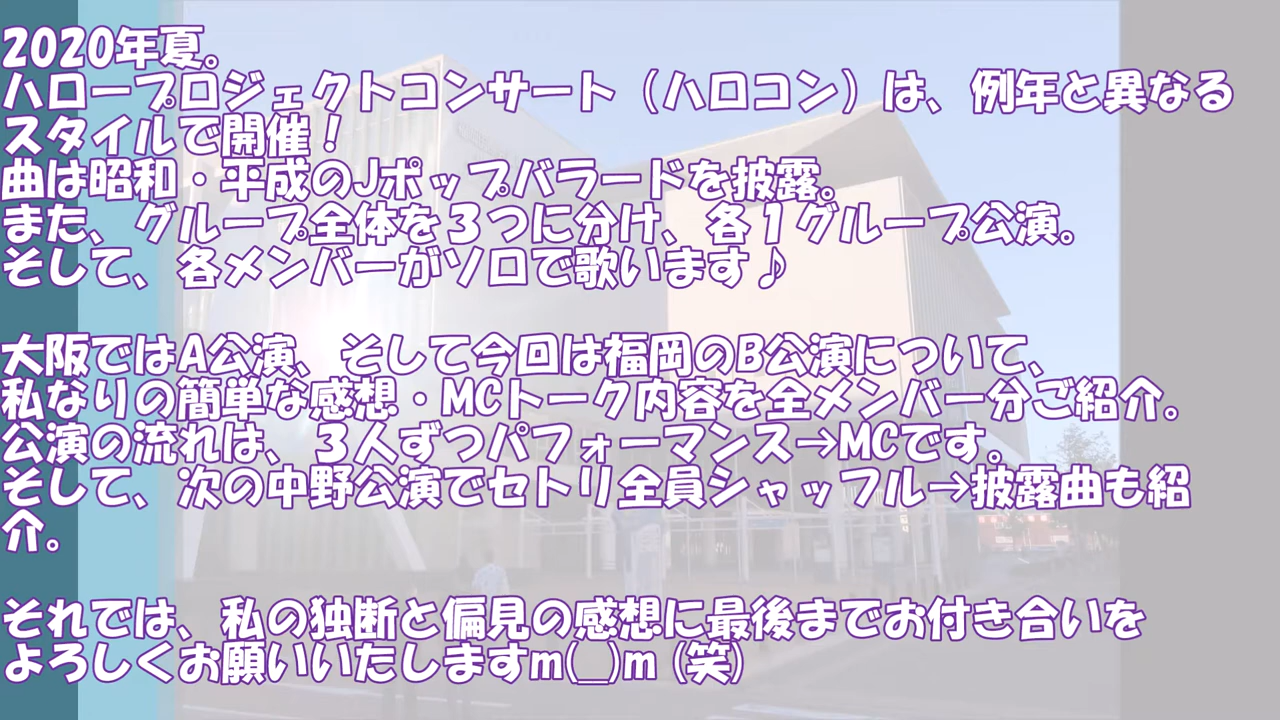 2020年夏。
ハロープロジェクトコンサート（ハロコン）は、例年と異なる
スタイルで開催！
曲は昭和・平成のJポップバラードを披露。
また、グループ全体を３つに分け、各１グループ公演。
そして、各メンバーがソロで歌います♪
大阪ではA公演、そして今回は福岡のB公演について、
私なりの簡単な感想・MCトーク内容を全メンバー分ご紹介。
公演の流れは、３人ずつパフォーマンス→MCです。
そして、次の中野公演でセトリ全員シャッフル→披露曲も紹
介。
それでは、私の独断と偏見の感想に最後までお付き合いを
よろしくお願いいたしますm(__)m (笑)